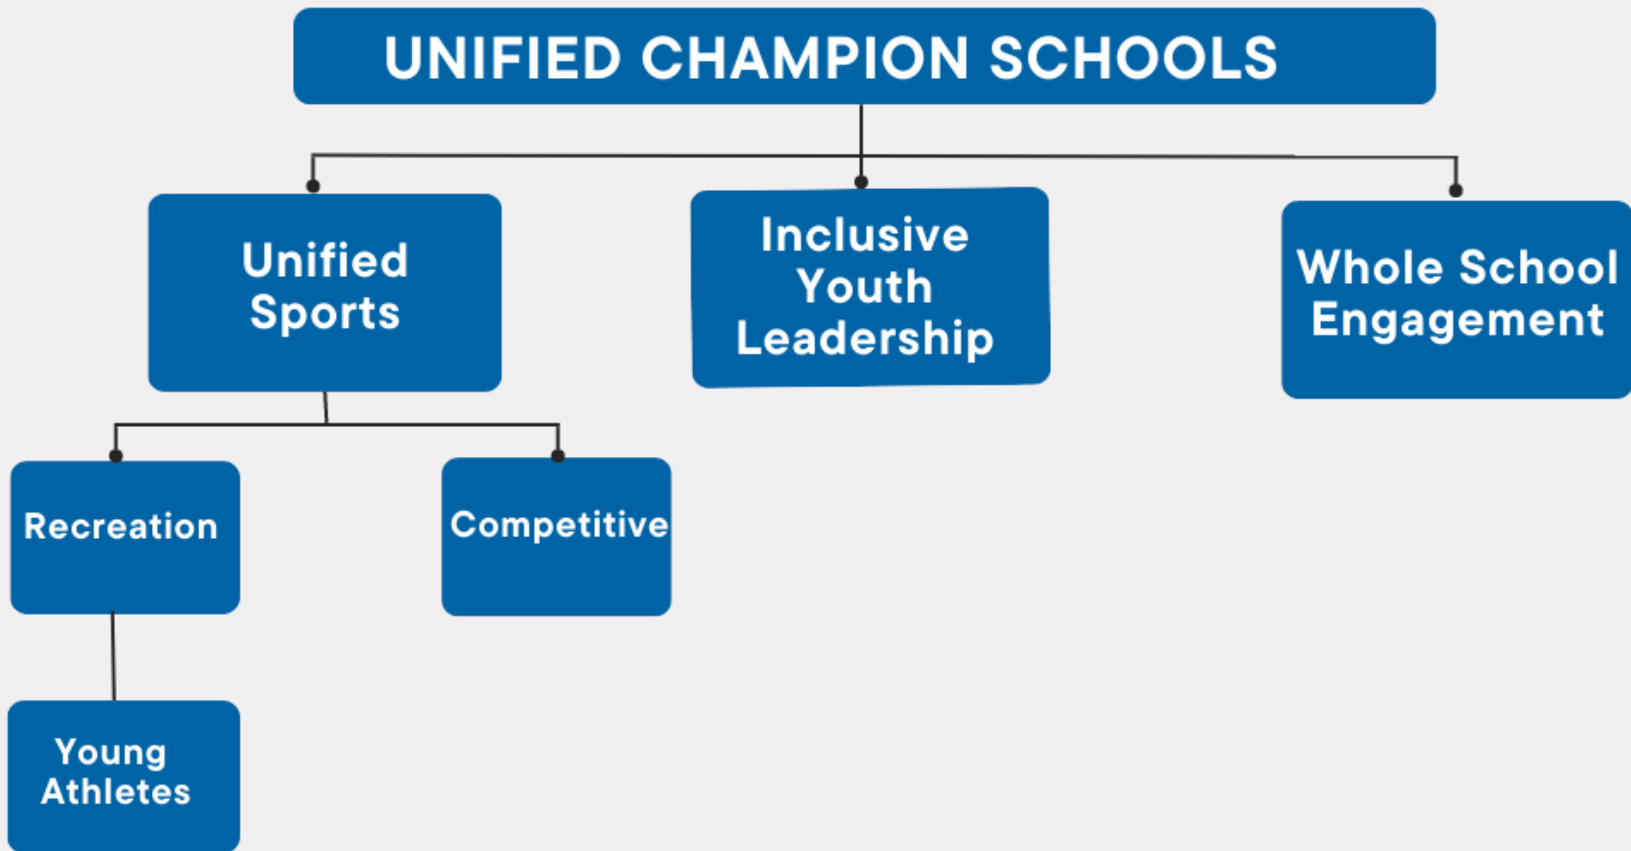 UNIFIED CHAMPION SCHOOLS
Unified
Sports
Inclusive
Youth
Leadership
Whole School
Engagement
Recreation
Competitive
Young
Athletes